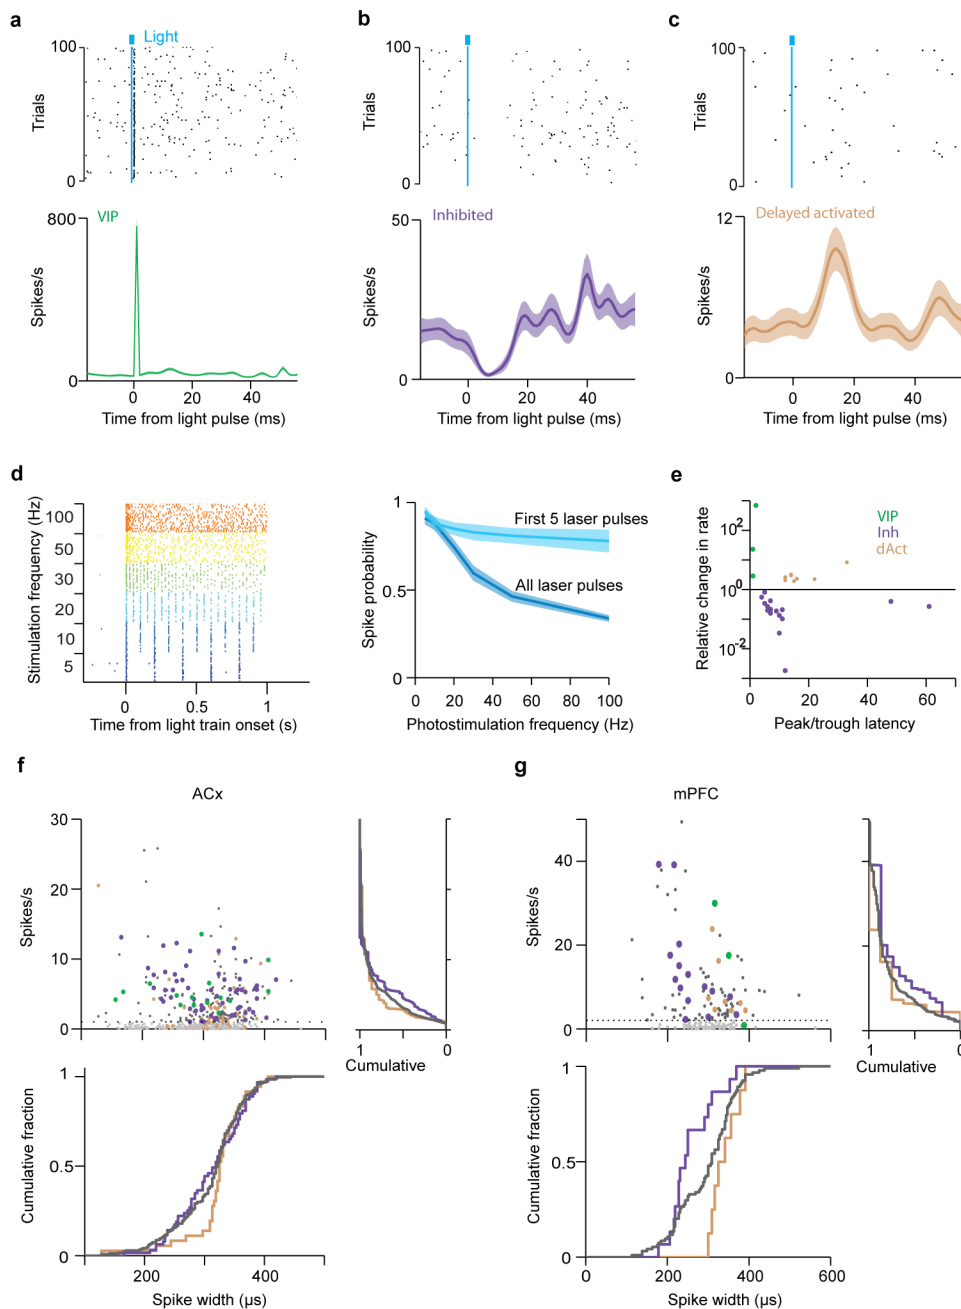 a
Light
100
Trials
0
800
VIP
Spikes/s
0
0
20
40
Time from light pulse (ms)
b
100
Trials
0
50
Inhibited
Spikes/s
0
0
20
40
Time from light pulse (ms)
c
100
Trials
0
12
Delayed activated
Spikes/s
0
0
20
40
Time from light pulse (ms)
d
Stimulation frequency (Hz)
100
50
30
20
10
5
0
0.5
1
Time from light train onset (s)
Spike probability
1
0.5
0
First 5 laser pulses
All laser pulses
0
20
40
60
80
100
Photostimulation frequency (Hz)
e
Relative change in rate
10²
10⁰
10⁻²
VIP
Inh
dAct
0
20
40
60
Peak/trough latency
f
ACx
30
20
10
0
Spikes/s
1
0
Cumulative
1
0.5
0
Cumulative fraction
200
400
Spike width (µs)
g
mPFC
40
20
0
Spikes/s
1
0
Cumulative
1
0.5
0
Cumulative fraction
0
200
400
600
Spike width (µs)